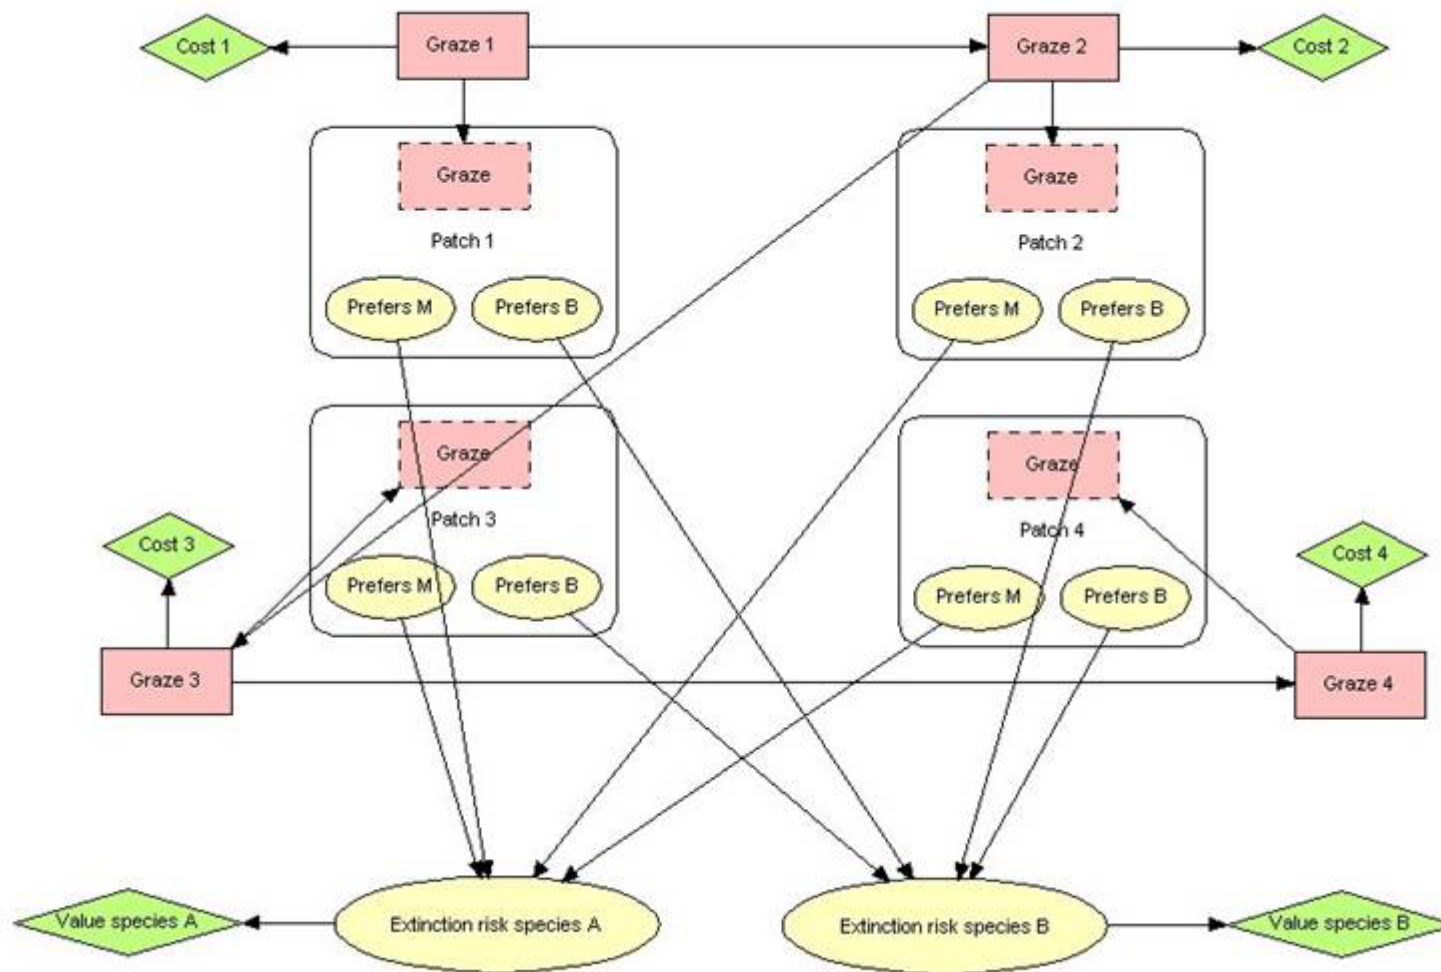 Cost 1
Graze 1
Graze 2
Cost 2
Graze
Graze
Patch 1
Patch 2
Prefers M
Prefers B
Prefers M
Prefers B
Graze
Graze
Patch 3
Patch 4
Cost 3
Cost 4
Prefers M
Prefers B
Prefers M
Prefers B
Graze 3
Graze 4
Value species A
Extinction risk species A
Extinction risk species B
Value species B